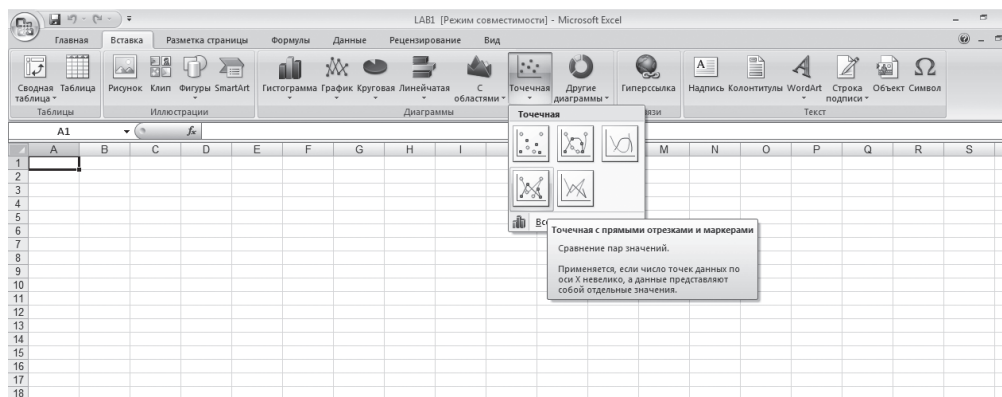 LAB1 [Режим совместимости] - Microsoft Excel
Главная Вставка Разметка страницы Формулы Данные Рецензирование Вид
Сводная таблица Таблица Рисунок Клип Фигуры SmartArt Гистограмма График Круговая Линейчатая С областями Точечная Другие диаграммы Гиперссылка Надпись Колонтитулы WordArt Строка подписи Объект Символ
Таблицы Иллюстрации Диаграммы Текст
A1 fx
Точечная
A B C D E F G H I M N O P Q R S
1
2
3
4
5
6
7
8
9
10
11
12
13
14
15
16
17
18
Точечная с прямыми отрезками и маркерами
Сравнение пар значений.
Применяется, если число точек данных по
оси X невелико, а данные представляют
собой отдельные значения.